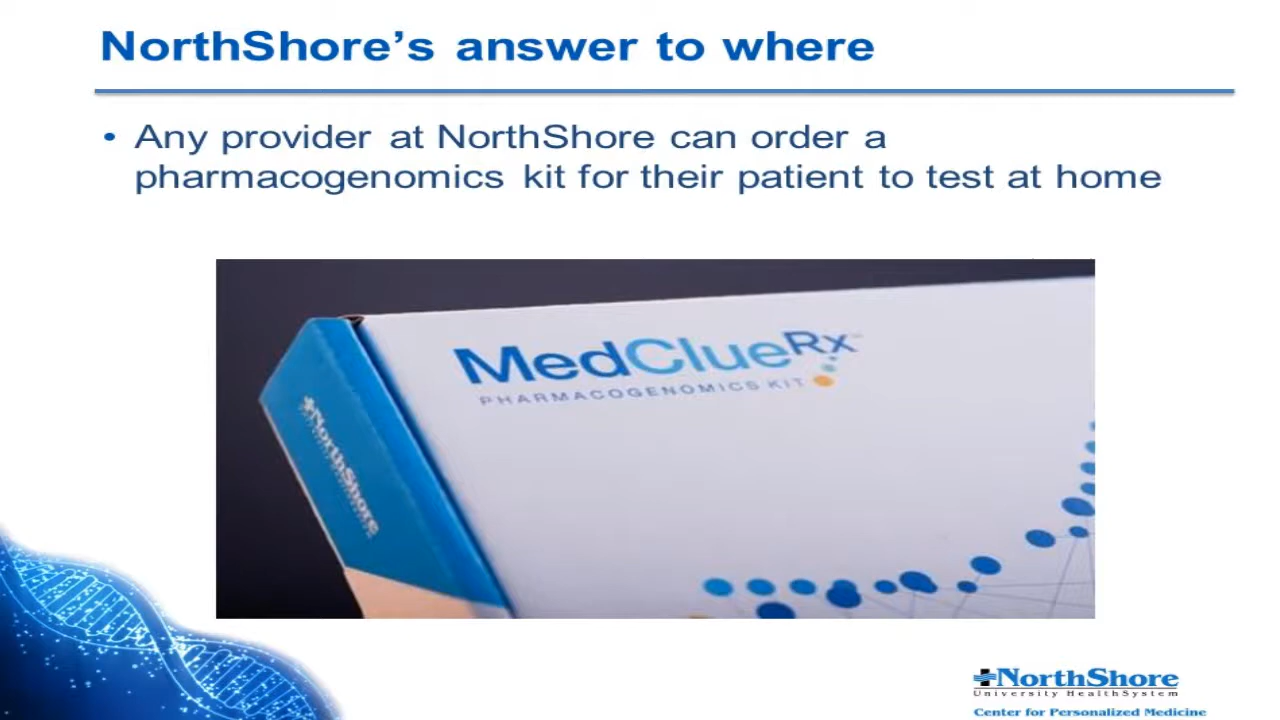 NorthShore’s answer to where
• Any provider at NorthShore can order a
pharmacogenomics kit for their patient to test at home
MedClueRx™
PHARMACOGENOMICS KIT
NorthShore
NorthShore
University HealthSystem
Center for Personalized Medicine